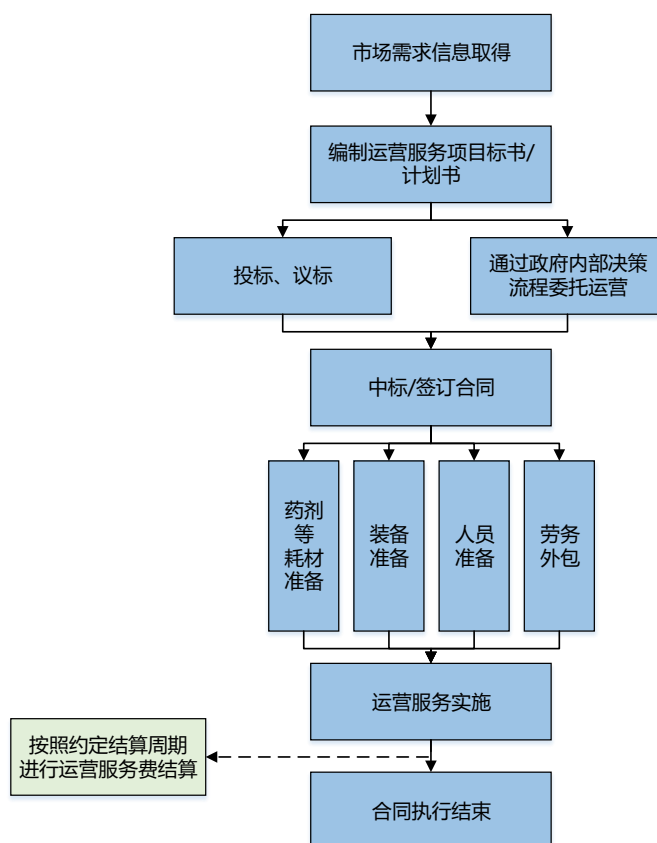 市场需求信息取得
编制运营服务项目标书/
计划书
投标、议标
通过政府内部决策
流程委托运营
中标/签订合同
药剂
等
耗材
准备
装备
准备
人员
准备
劳务
外包
运营服务实施
按照约定结算周期
进行运营服务费结算
合同执行结束